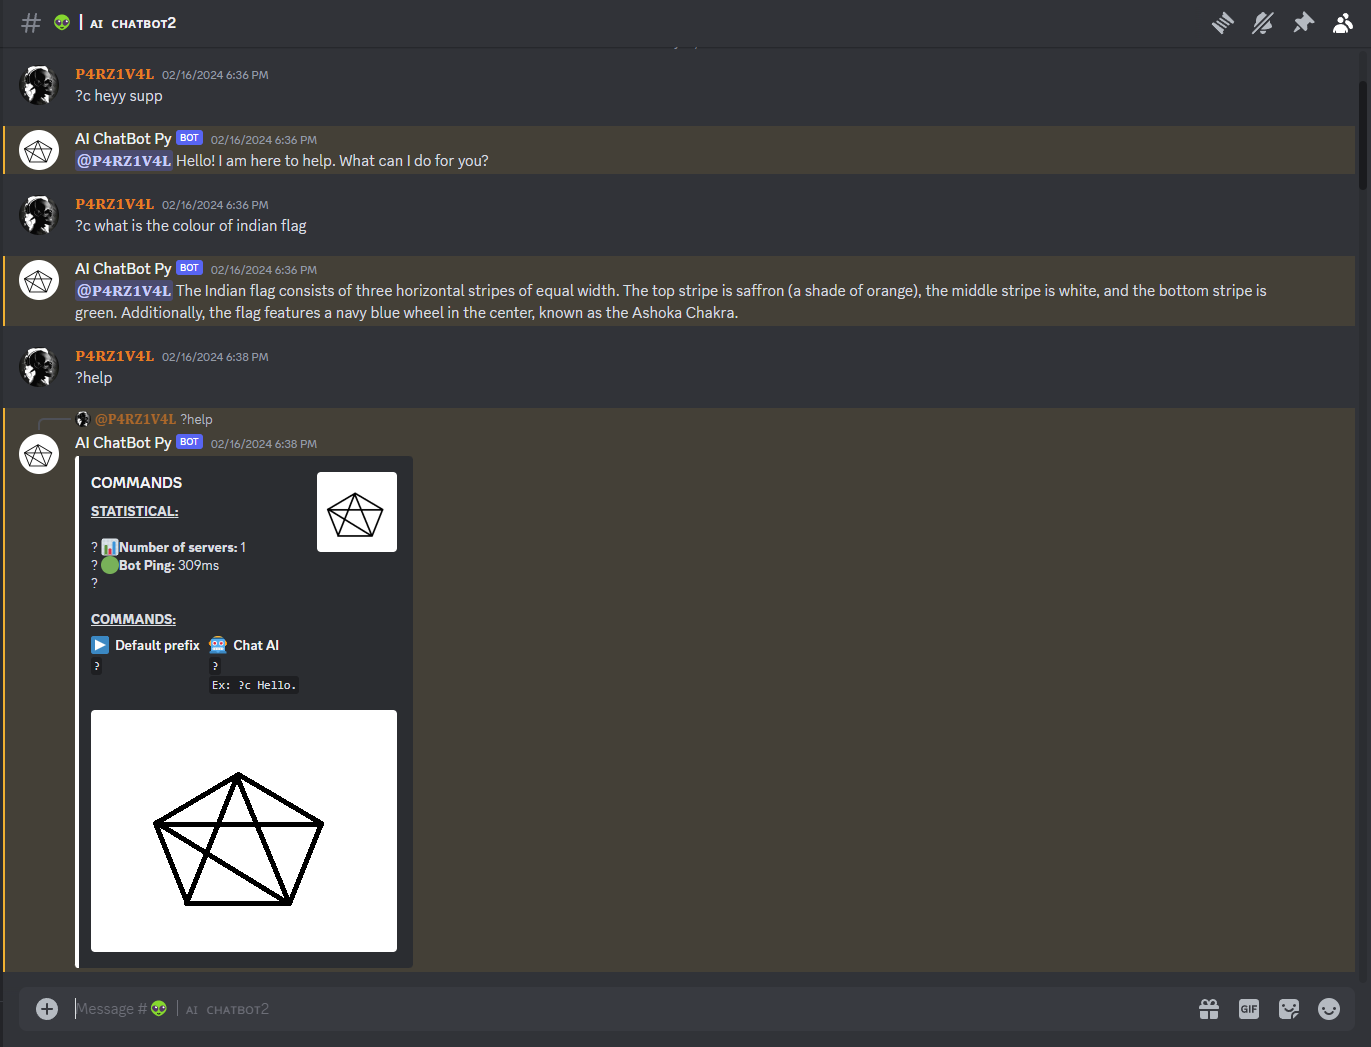 # 👽 | AI CHATBOT2
P4RZ1V4L 02/16/2024 6:36 PM
?c heyy supp
AI ChatBot Py BOT 02/16/2024 6:36 PM
@P4RZ1V4L Hello! I am here to help. What can I do for you?
P4RZ1V4L 02/16/2024 6:36 PM
?c what is the colour of indian flag
AI ChatBot Py BOT 02/16/2024 6:36 PM
@P4RZ1V4L The Indian flag consists of three horizontal stripes of equal width. The top stripe is saffron (a shade of orange), the middle stripe is white, and the bottom stripe is
green. Additionally, the flag features a navy blue wheel in the center, known as the Ashoka Chakra.
P4RZ1V4L 02/16/2024 6:38 PM
?help
@P4RZ1V4L ?help
AI ChatBot Py BOT 02/16/2024 6:38 PM
COMMANDS
STATISTICAL:
? 📊Number of servers: 1
? 🟢Bot Ping: 309ms
?
COMMANDS:
▶️ Default prefix 🤖 Chat AI
? ?
Ex: ?c Hello.
Message #👽 | AI CHATBOT2
GIF